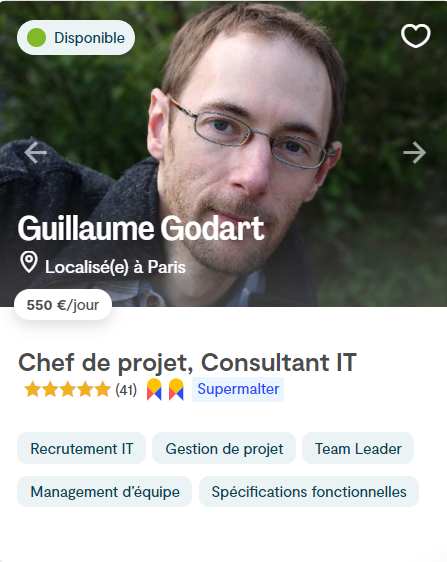 Disponible
Guillaume Godart
Localisé(e) à Paris
550 €/jour
Chef de projet, Consultant IT
(41) Supermalter
Recrutement IT Gestion de projet Team Leader
Management d'équipe Spécifications fonctionnelles